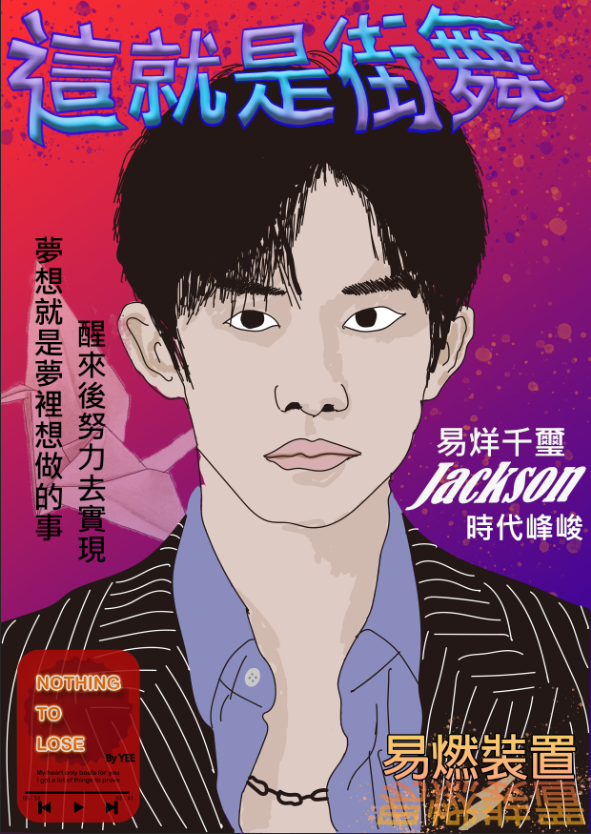 這就是街舞
夢想就是夢裡想做的事
醒來後努力去實現
易烊千璽
Jackson
時代峰峻
NOTHING
TO
LOSE
By YEE
My heart only beats for you
I got a lot of things to prove
易燃裝置